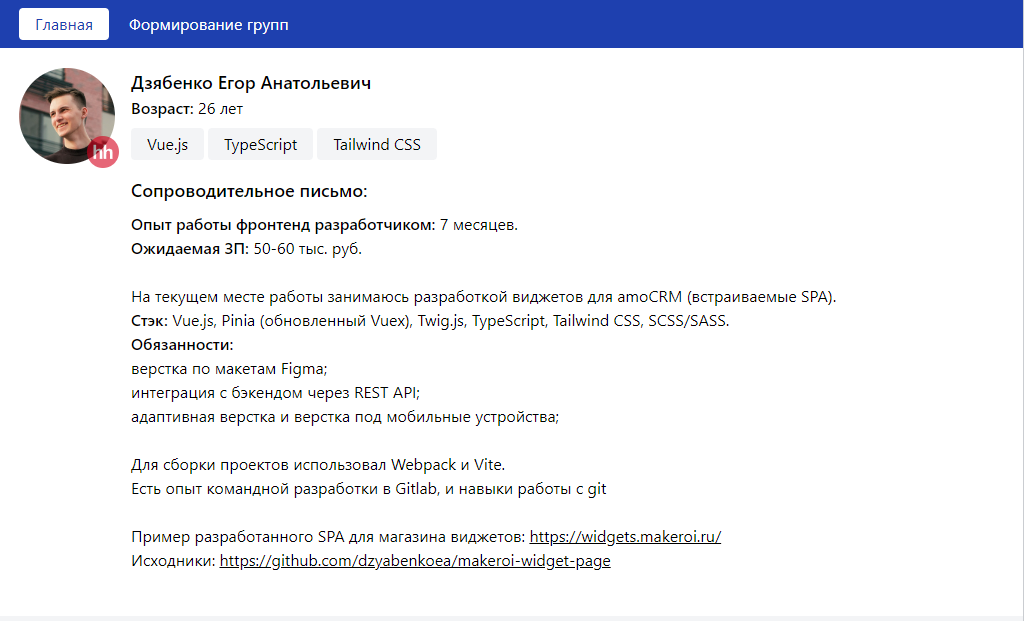 Главная Формирование групп
Дзябенко Егор Анатольевич
Возраст: 26 лет
hh
Vue.js TypeScript Tailwind CSS
Сопроводительное письмо:
Опыт работы фронтенд разработчиком: 7 месяцев.
Ожидаемая ЗП: 50-60 тыс. руб.
На текущем месте работы занимаюсь разработкой виджетов для amoCRM (встраиваемые SPA).
Стэк: Vue.js, Pinia (обновленный Vuex), Twig.js, TypeScript, Tailwind CSS, SCSS/SASS.
Обязанности:
верстка по макетам Figma;
интеграция с бэкендом через REST API;
адаптивная верстка и верстка под мобильные устройства;
Для сборки проектов использовал Webpack и Vite.
Есть опыт командной разработки в Gitlab, и навыки работы с git
Пример разработанного SPA для магазина виджетов: https://widgets.makeroi.ru/
Исходники: https://github.com/dzyabenkoea/makeroi-widget-page